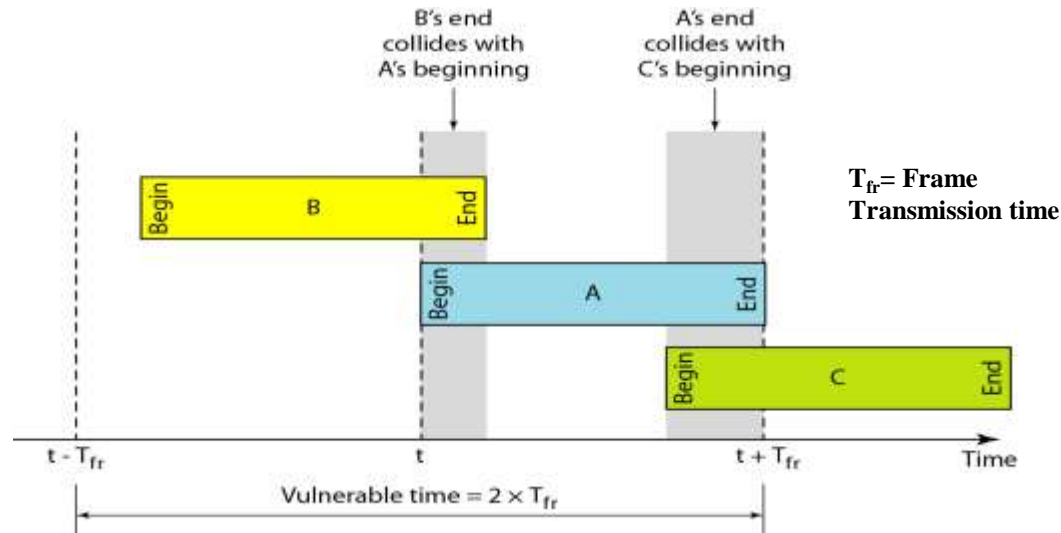 B's end
collides with
A's beginning
A's end
collides with
C's beginning
T_fr= Frame
Transmission time
Begin
B
End
Begin
A
End
Begin
C
End
t - T_fr
t
t + T_fr
Time
Vulnerable time = 2 × T_fr